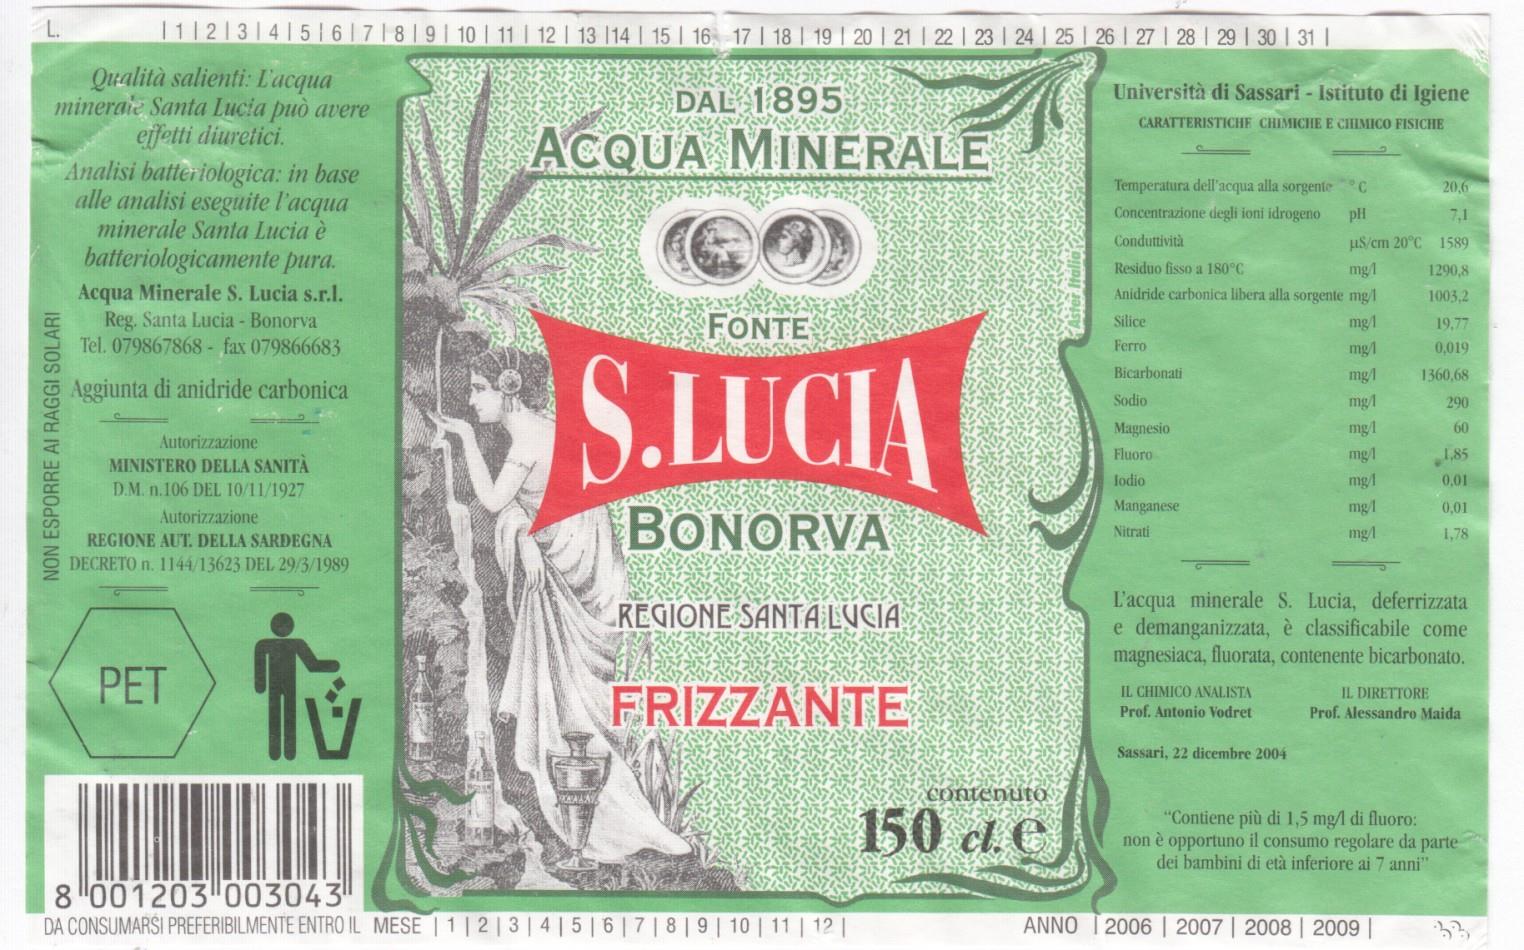 L. | 1 | 2 | 3 | 4 | 5 | 6 | 7 | 8 | 9 | 10 | 11 | 12 | 13 | 14 | 15 | 16 | 17 | 18 | 19 | 20 | 21 | 22 | 23 | 24 | 25 | 26 | 27 | 28 | 29 | 30 | 31 |
Qualità salienti: L'acqua
minerale Santa Lucia può avere
effetti diuretici.
Analisi batteriologica: in base
alle analisi eseguite l'acqua
minerale Santa Lucia è
batteriologicamente pura.
Acqua Minerale S. Lucia s.r.l.
Reg. Santa Lucia - Bonorva
Tel. 079867868 - fax 079866683
Aggiunta di anidride carbonica
Autorizzazione
MINISTERO DELLA SANITÀ
D.M. n.106 DEL 10/11/1927
Autorizzazione
REGIONE AUT. DELLA SARDEGNA
DECRETO n. 1144/13623 DEL 29/3/1989
NON ESPORRE AI RAGGI SOLARI
PET
8 001203 003043
DAL 1895
ACQUA MINERALE
FONTE
S.LUCIA
BONORVA
REGIONE SANTA LUCIA
FRIZZANTE
contenuto
150 cl. e
Aster Italia
Università di Sassari - Istituto di Igiene
CARATTERISTICHE CHIMICHE E CHIMICO FISICHE
Temperatura dell'acqua alla sorgente °C 20,6
Concentrazione degli ioni idrogeno pH 7,1
Conduttività µS/cm 20°C 1589
Residuo fisso a 180°C mg/l 1290,8
Anidride carbonica libera alla sorgente mg/l 1003,2
Silice mg/l 19,77
Ferro mg/l 0,019
Bicarbonati mg/l 1360,68
Sodio mg/l 290
Magnesio mg/l 60
Fluoro mg/l 1,85
Iodio mg/l 0,01
Manganese mg/l 0,01
Nitrati mg/l 1,78
L'acqua minerale S. Lucia, deferrizzata
e demanganizzata, è classificabile come
magnesiaca, fluorata, contenente bicarbonato.
IL CHIMICO ANALISTA IL DIRETTORE
Prof. Antonio Vodret Prof. Alessandro Maida
Sassari, 22 dicembre 2004
“Contiene più di 1,5 mg/l di fluoro:
non è opportuno il consumo regolare da parte
dei bambini di età inferiore ai 7 anni”
DA CONSUMARSI PREFERIBILMENTE ENTRO IL MESE | 1 | 2 | 3 | 4 | 5 | 6 | 7 | 8 | 9 | 10 | 11 | 12 | ANNO | 2006 | 2007 | 2008 | 2009 |